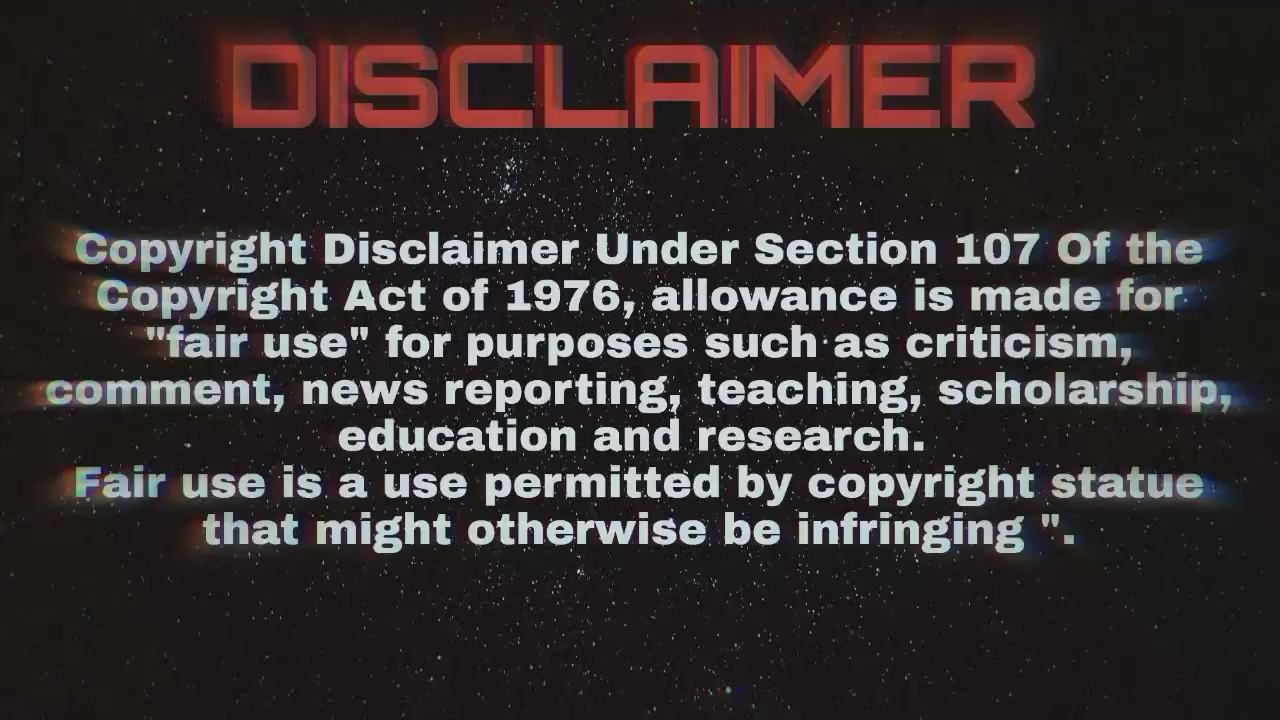 DISCLAIMER
Copyright Disclaimer Under Section 107 Of the
Copyright Act of 1976, allowance is made for
"fair use" for purposes such as criticism,
comment, news reporting, teaching, scholarship,
education and research.
Fair use is a use permitted by copyright statue
that might otherwise be infringing ".